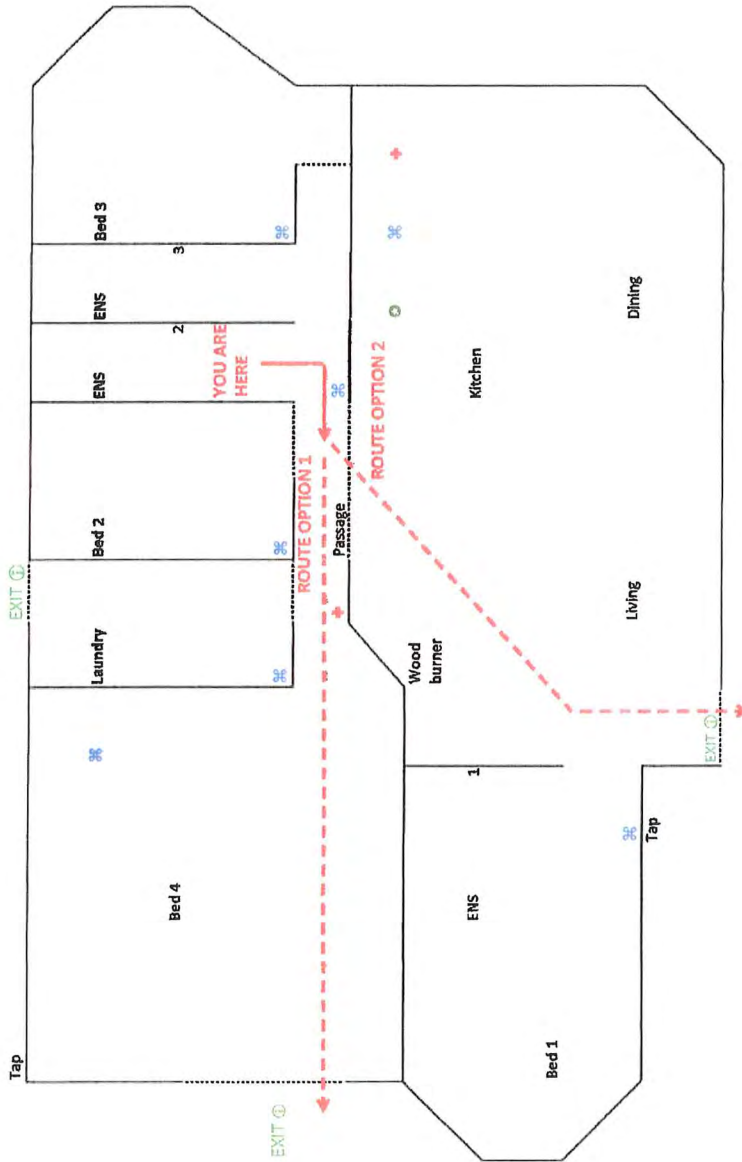 Tap
EXIT
Bed 4
Laundry
Bed 2
ENS
2
ENS
3
Bed 3
EXIT
ROUTE OPTION 1
Passage
YOU ARE
HERE
ROUTE OPTION 2
Wood
burner
Kitchen
Bed 1
ENS
1
Tap
EXIT
Living
Dining